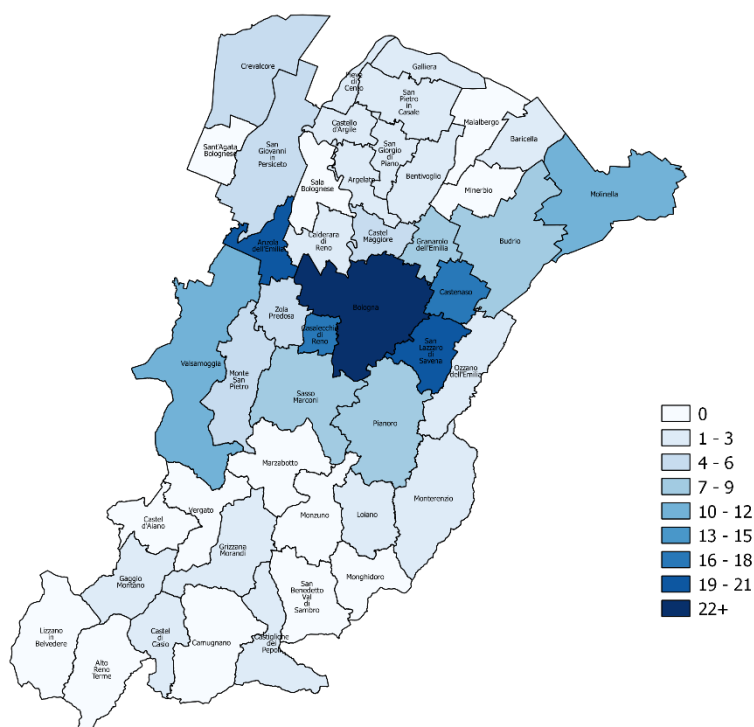 Crevalcore
Galliera
Pieve
di
Cento
San
Pietro
in
Casale
Malalbergo
Castello
d'Argile
Baricella
Sant'Agata
Bolognese
San
Giovanni
in
Persiceto
San
Giorgio
di
Piano
Sala
Bolognese
Argelato
Bentivoglio
Minerbio
Molinella
Anzola
dell'Emilia
Calderara
di
Reno
Castel
Maggiore
Granarolo
dell'Emilia
Budrio
Castenaso
Bologna
Zola
Predosa
Casalecchio
di
Reno
San
Lazzaro
di
Savena
Valsamoggia
Monte
San
Pietro
Ozzano
dell'Emilia
Sasso
Marconi
Pianoro
Marzabotto
Monterenzio
Vergato
Castel
d'Aiano
Monzuno
Loiano
Grizzana
Morandi
Gaggio
Montano
Monghidoro
San
Benedetto
Val
di
Sambro
Lizzano
in
Belvedere
Castel
di
Casio
Camugnano
Castiglione
dei
Pepoli
Alto
Reno
Terme
0
1 - 3
4 - 6
7 - 9
10 - 12
13 - 15
16 - 18
19 - 21
22+